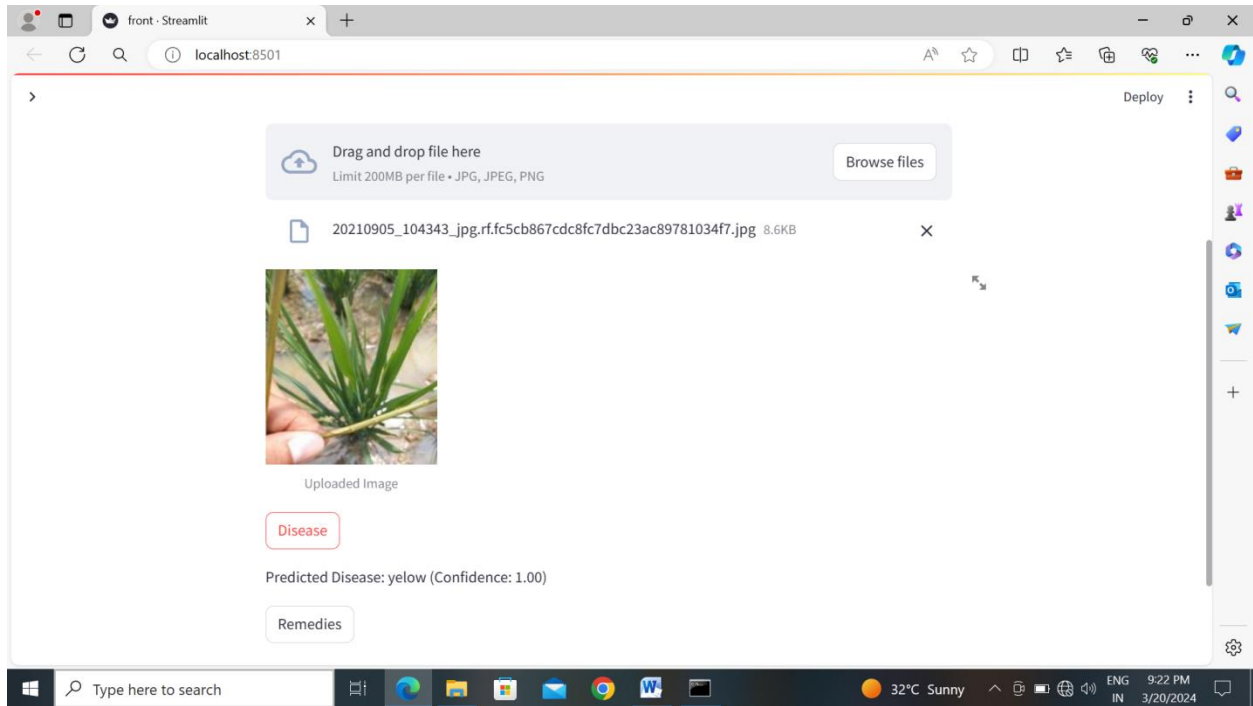 front · Streamlit
localhost:8501
Deploy
Drag and drop file here
Browse files
Limit 200MB per file • JPG, JPEG, PNG
20210905_104343_jpg.rf.fc5cb867cdc8fc7dbc23ac89781034f7.jpg 8.6KB
Uploaded Image
Disease
Predicted Disease: yelow (Confidence: 1.00)
Remedies
Type here to search
32°C Sunny
ENG
IN
9:22 PM
3/20/2024